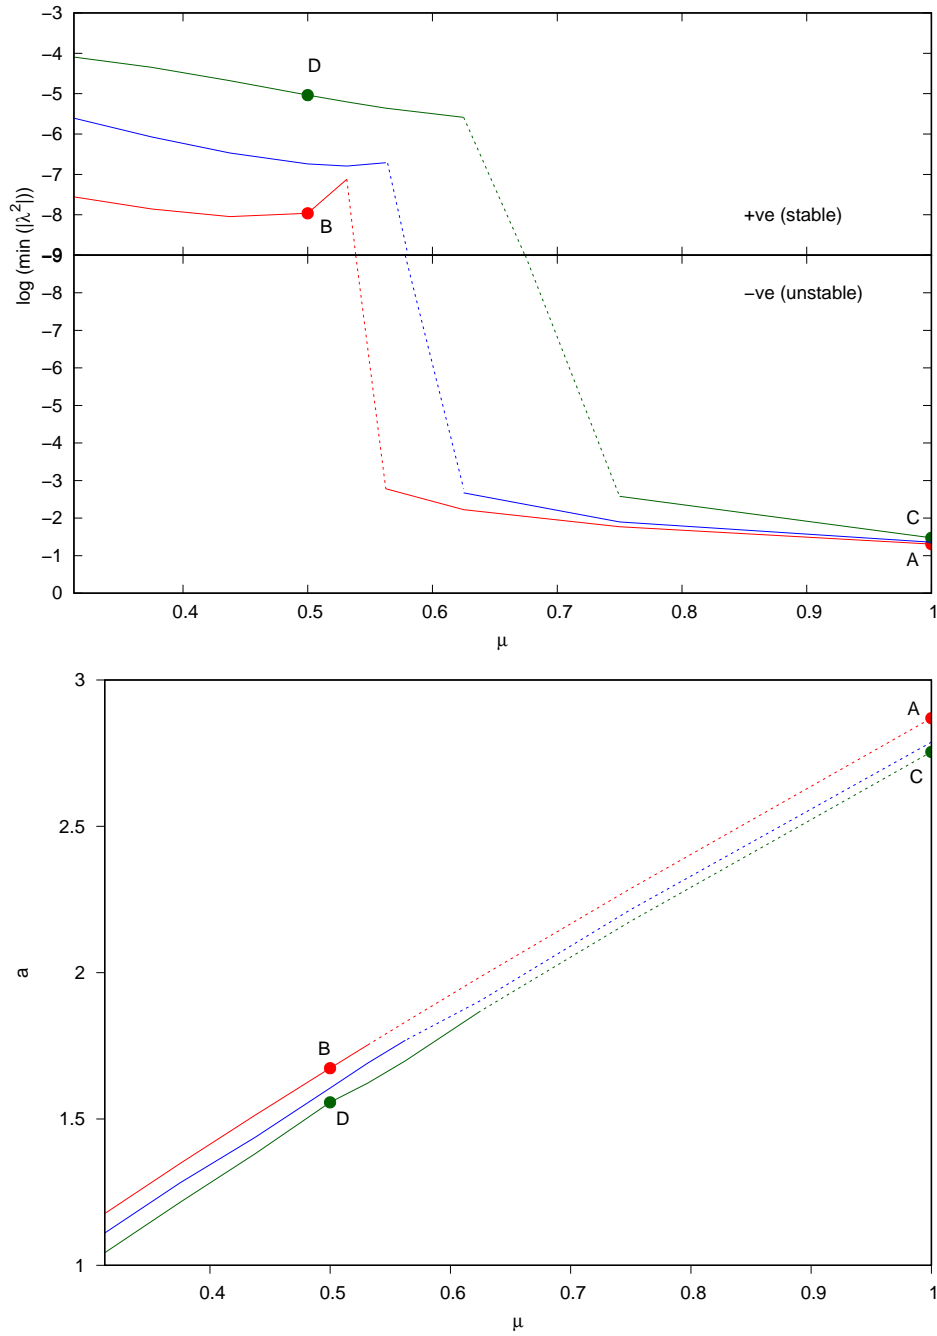 −3
−4
D
−5
−6
−7
−8
B
+ve (stable)
−9
log (min (|λ²|))
−9
−8
−ve (unstable)
−7
−6
−5
−4
−3
−2
C
−1
A
0
0.4
0.5
0.6
0.7
0.8
0.9
1
μ
3
A
C
2.5
a
2
B
1.5
D
1
0.4
0.5
0.6
0.7
0.8
0.9
1
μ